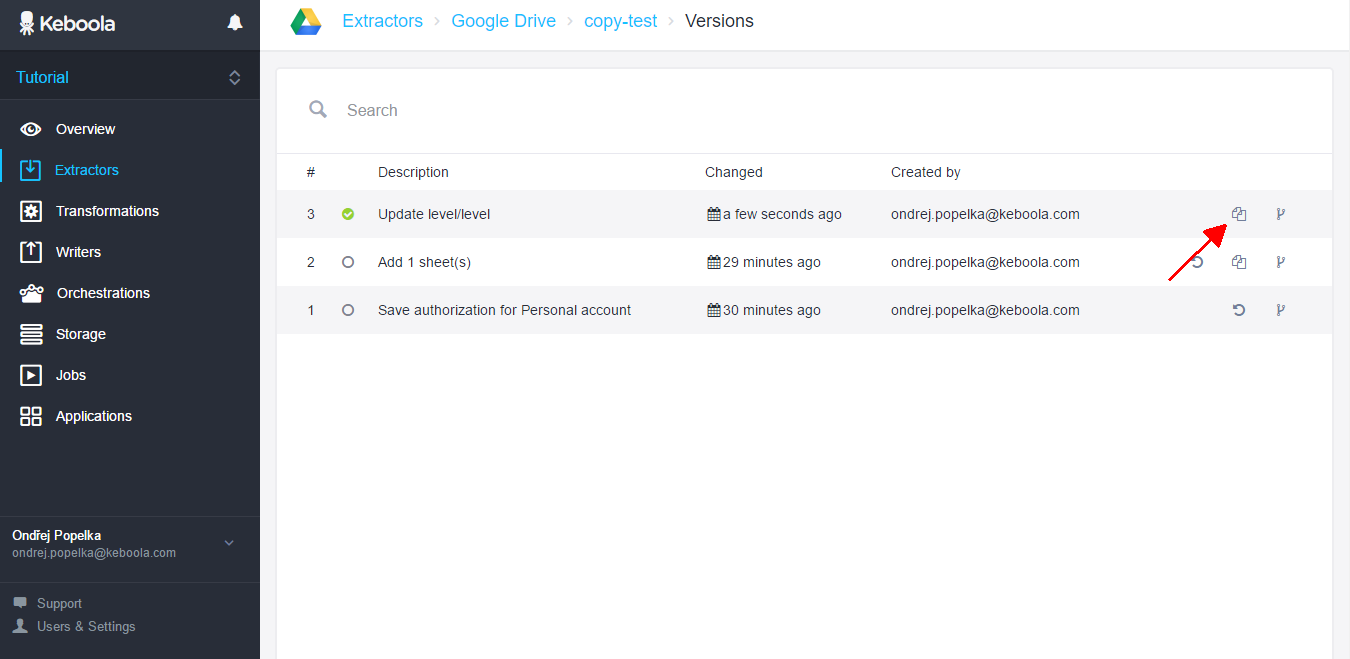 Keboola
Extractors > Google Drive > copy-test > Versions
Tutorial
Overview
Extractors
Transformations
Writers
Orchestrations
Storage
Jobs
Applications
Ondřej Popelka
ondrej.popelka@keboola.com
Support
Users & Settings
Search
# Description Changed Created by
3 Update level/level a few seconds ago ondrej.popelka@keboola.com
2 Add 1 sheet(s) 29 minutes ago ondrej.popelka@keboola.com
1 Save authorization for Personal account 30 minutes ago ondrej.popelka@keboola.com